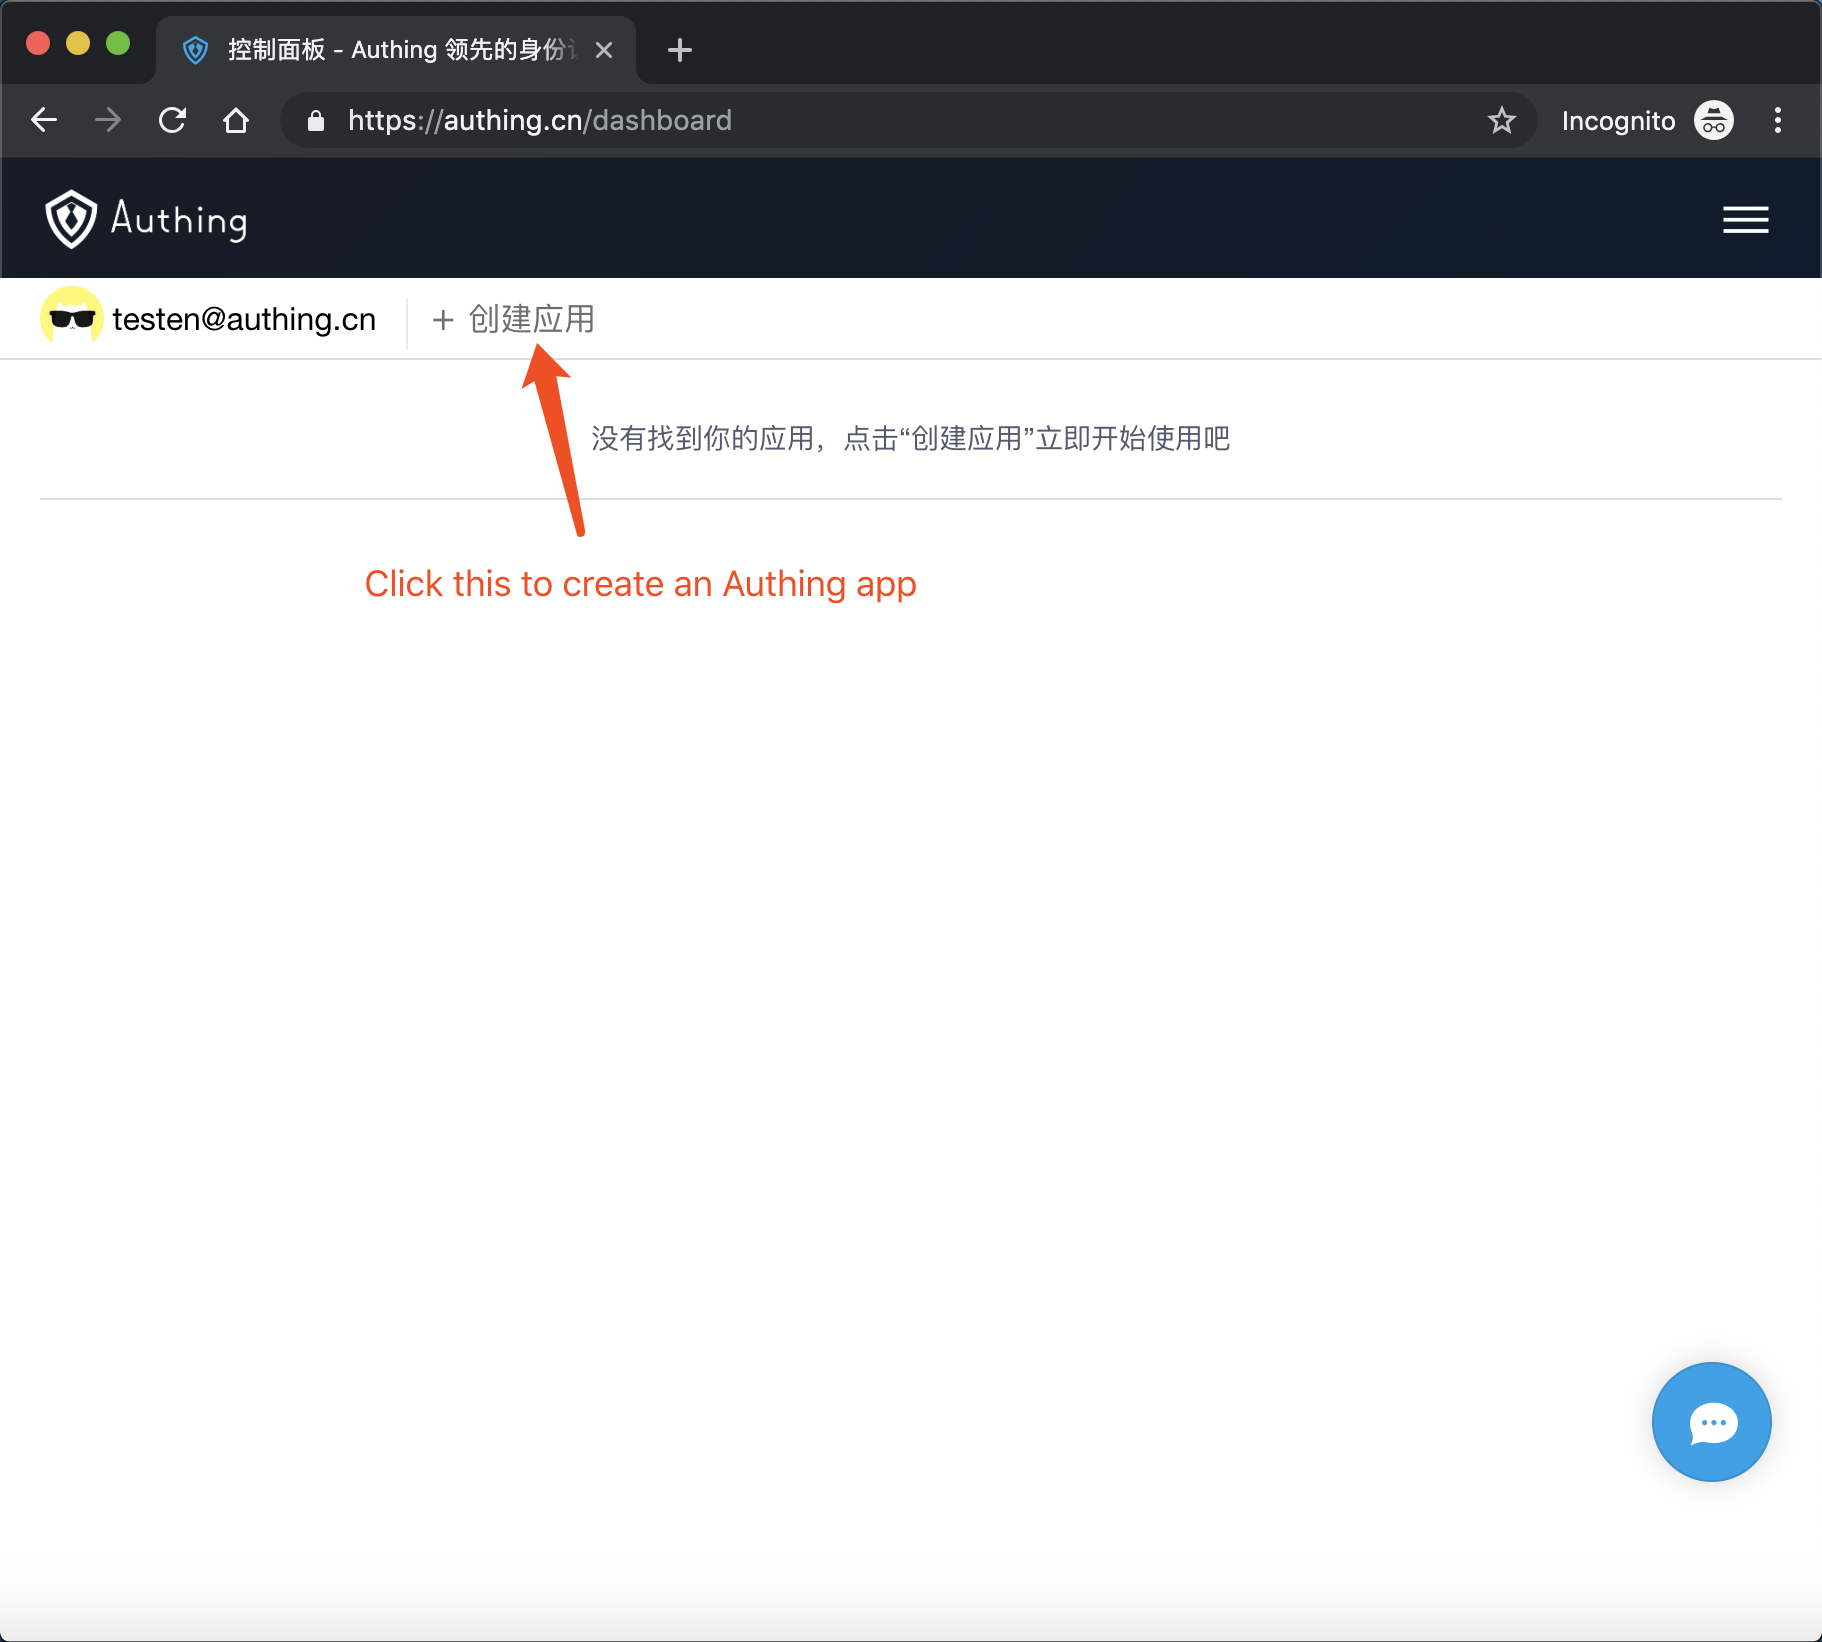 控制面板 - Authing 领先的身份
https://authing.cn/dashboard
Incognito
Authing
testen@authing.cn
+ 创建应用
没有找到你的应用，点击“创建应用”立即开始使用吧
Click this to create an Authing app